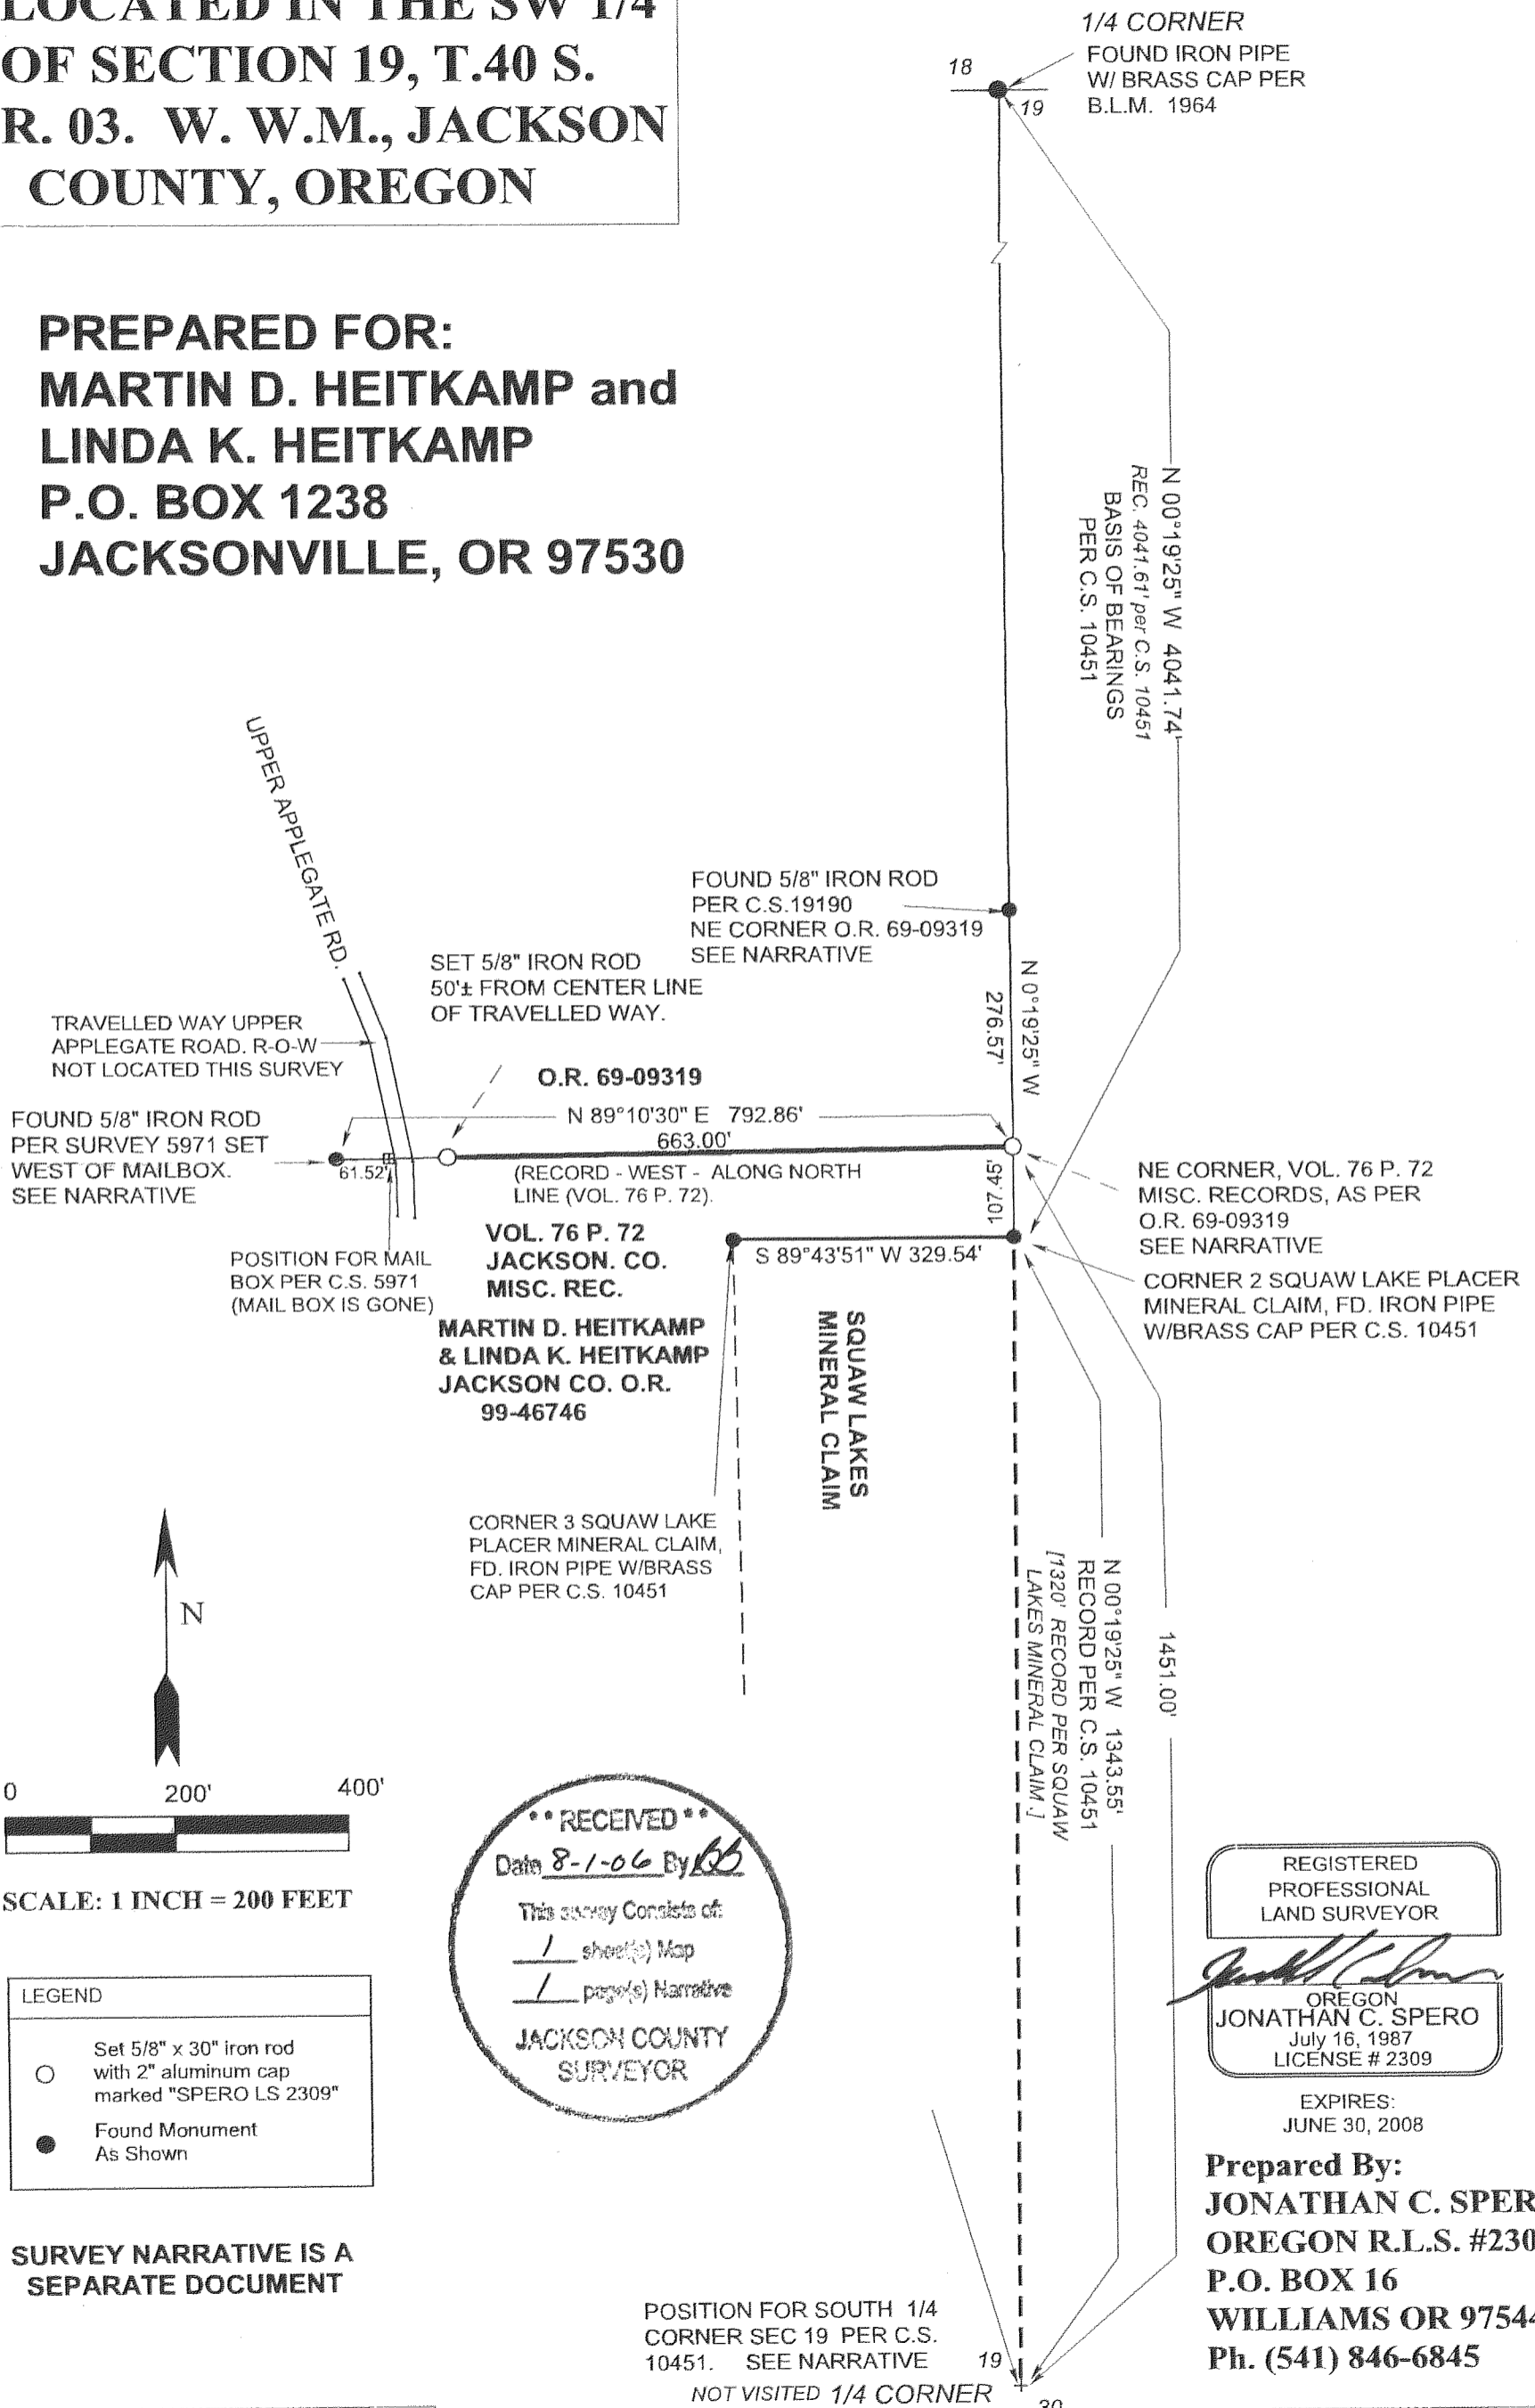 LOCATED IN THE SW 1/4
OF SECTION 19, T.40 S.
R. 03. W. W.M., JACKSON
COUNTY, OREGON
PREPARED FOR:
MARTIN D. HEITKAMP and
LINDA K. HEITKAMP
P.O. BOX 1238
JACKSONVILLE, OR 97530
1/4 CORNER
FOUND IRON PIPE
W/ BRASS CAP PER
B.L.M. 1964
18
19
N 00°19'25" W 4041.74'
REC. 4041.61' per C.S. 10451
BASIS OF BEARINGS
PER C.S. 10451
UPPER APPLEGATE RD.
FOUND 5/8" IRON ROD
PER C.S.19190
NE CORNER O.R. 69-09319
SEE NARRATIVE
SET 5/8" IRON ROD
50'± FROM CENTER LINE
OF TRAVELLED WAY.
N 0°19'25" W
276.57'
TRAVELLED WAY UPPER
APPLEGATE ROAD. R-O-W
NOT LOCATED THIS SURVEY
O.R. 69-09319
N 89°10'30" E 792.86'
663.00'
FOUND 5/8" IRON ROD
PER SURVEY 5971 SET
WEST OF MAILBOX.
SEE NARRATIVE
61.52'
(RECORD - WEST - ALONG NORTH
LINE (VOL. 76 P. 72).
107.45'
NE CORNER, VOL. 76 P. 72
MISC. RECORDS, AS PER
O.R. 69-09319
SEE NARRATIVE
POSITION FOR MAIL
BOX PER C.S. 5971
(MAIL BOX IS GONE)
VOL. 76 P. 72
JACKSON. CO.
MISC. REC.
S 89°43'51" W 329.54'
CORNER 2 SQUAW LAKE PLACER
MINERAL CLAIM, FD. IRON PIPE
W/BRASS CAP PER C.S. 10451
MARTIN D. HEITKAMP
& LINDA K. HEITKAMP
JACKSON CO. O.R.
99-46746
SQUAW LAKES
MINERAL CLAIM
CORNER 3 SQUAW LAKE
PLACER MINERAL CLAIM,
FD. IRON PIPE W/BRASS
CAP PER C.S. 10451
N 00°19'25" W 1343.55'
RECORD PER C.S. 10451
[1320' RECORD PER SQUAW
LAKES MINERAL CLAIM.]
1451.00'
N
0 200' 400'
SCALE: 1 INCH = 200 FEET
** RECEIVED **
Date 8-1-06 By BB
This survey Consists of:
1 sheet(s) Map
1 page(s) Narrative
JACKSON COUNTY
SURVEYOR
REGISTERED
PROFESSIONAL
LAND SURVEYOR
OREGON
JONATHAN C. SPERO
July 16, 1987
LICENSE # 2309
EXPIRES:
JUNE 30, 2008
LEGEND
Set 5/8" x 30" iron rod
with 2" aluminum cap
marked "SPERO LS 2309"
Found Monument
As Shown
SURVEY NARRATIVE IS A
SEPARATE DOCUMENT
Prepared By:
JONATHAN C. SPER
OREGON R.L.S. #230
P.O. BOX 16
WILLIAMS OR 9754
Ph. (541) 846-6845
POSITION FOR SOUTH 1/4
CORNER SEC 19 PER C.S.
10451. SEE NARRATIVE
19
NOT VISITED 1/4 CORNER
30